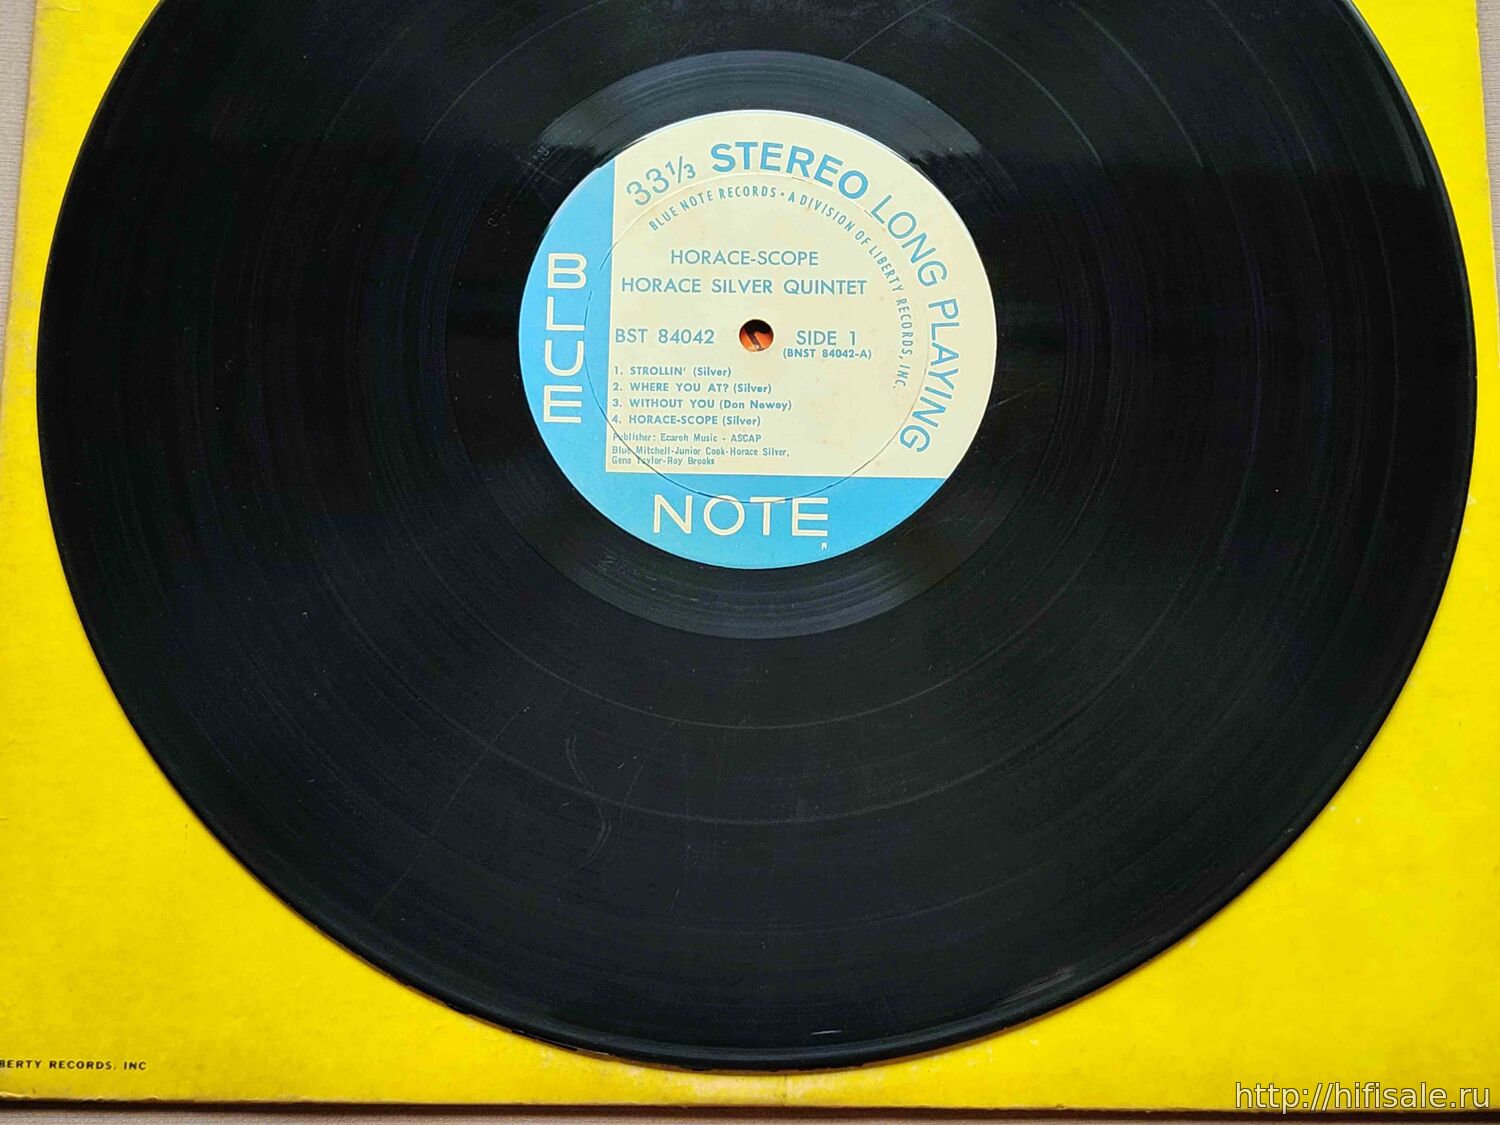 33⅓ STEREO LONG PLAYING
BLUE NOTE RECORDS • A DIVISION OF LIBERTY RECORDS, INC.
HORACE-SCOPE
HORACE SILVER QUINTET
BST 84042
SIDE 1
(BNST 84042-A)
1. STROLLIN' (Silver)
2. WHERE YOU AT? (Silver)
3. WITHOUT YOU (Don Newey)
4. HORACE-SCOPE (Silver)
Publisher: Ecaroh Music - ASCAP
Blue Mitchell-Junior Cook-Horace Silver,
Gene Taylor-Roy Brooks
BLUE
NOTE
R
BERTY RECORDS, INC
http://hifisale.ru